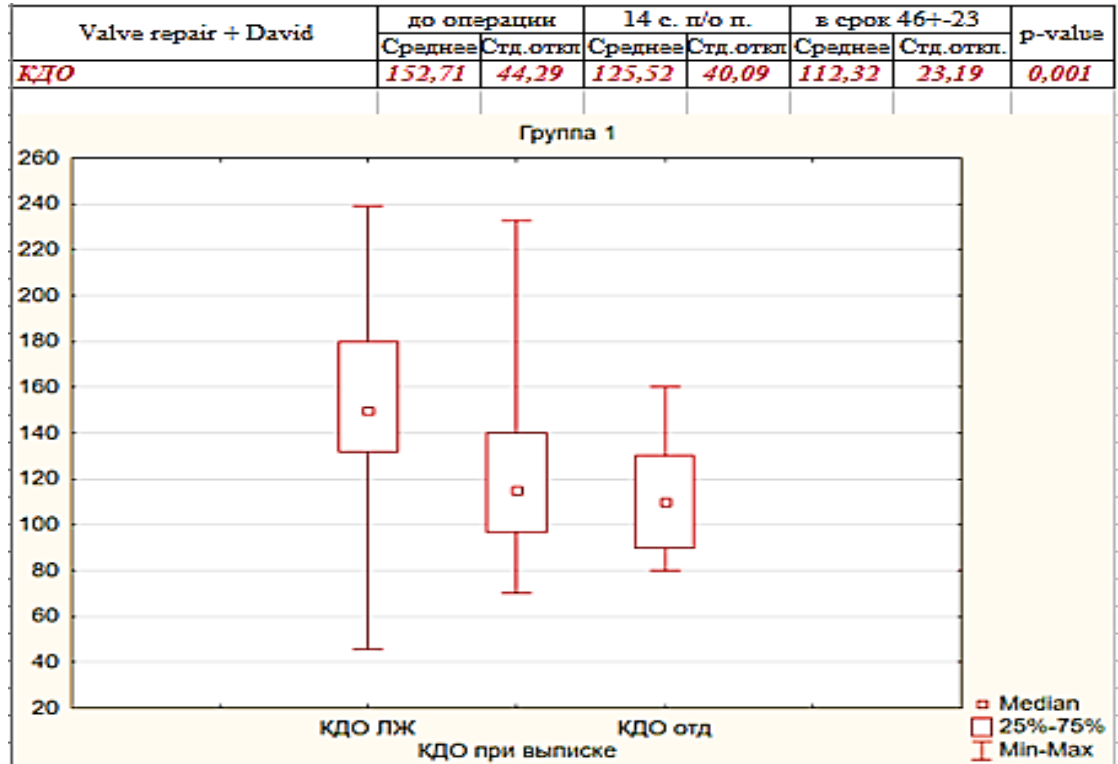 Valve repair + David до операции 14 с. п/о п. в срок 46+-23 p-value
Среднее Стд.откл Среднее Стд.откл Среднее Стд.откл.
КДО 152,71 44,29 125,52 40,09 112,32 23,19 0,001
Группа 1
260
240
220
200
180
160
140
120
100
80
60
40
20
КДО ЛЖ КДО отд
КДО при выписке
Median
25%-75%
Min-Max